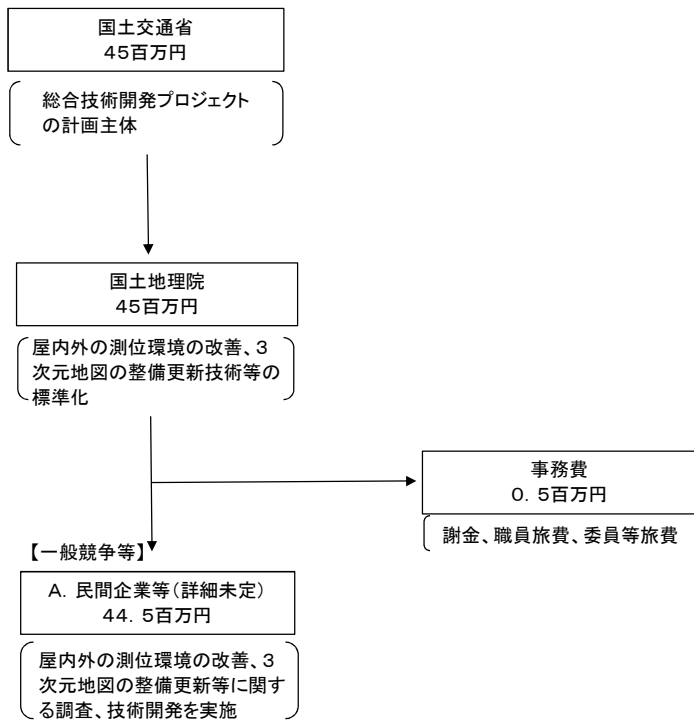 国土交通省
45百万円
総合技術開発プロジェクト
の計画主体
国土地理院
45百万円
屋内外の測位環境の改善、3
次元地図の整備更新技術等の
標準化
事務費
0.5百万円
謝金、職員旅費、委員等旅費
【一般競争等】
A.民間企業等(詳細未定)
44.5百万円
屋内外の測位環境の改善、3
次元地図の整備更新等に関す
る調査、技術開発を実施